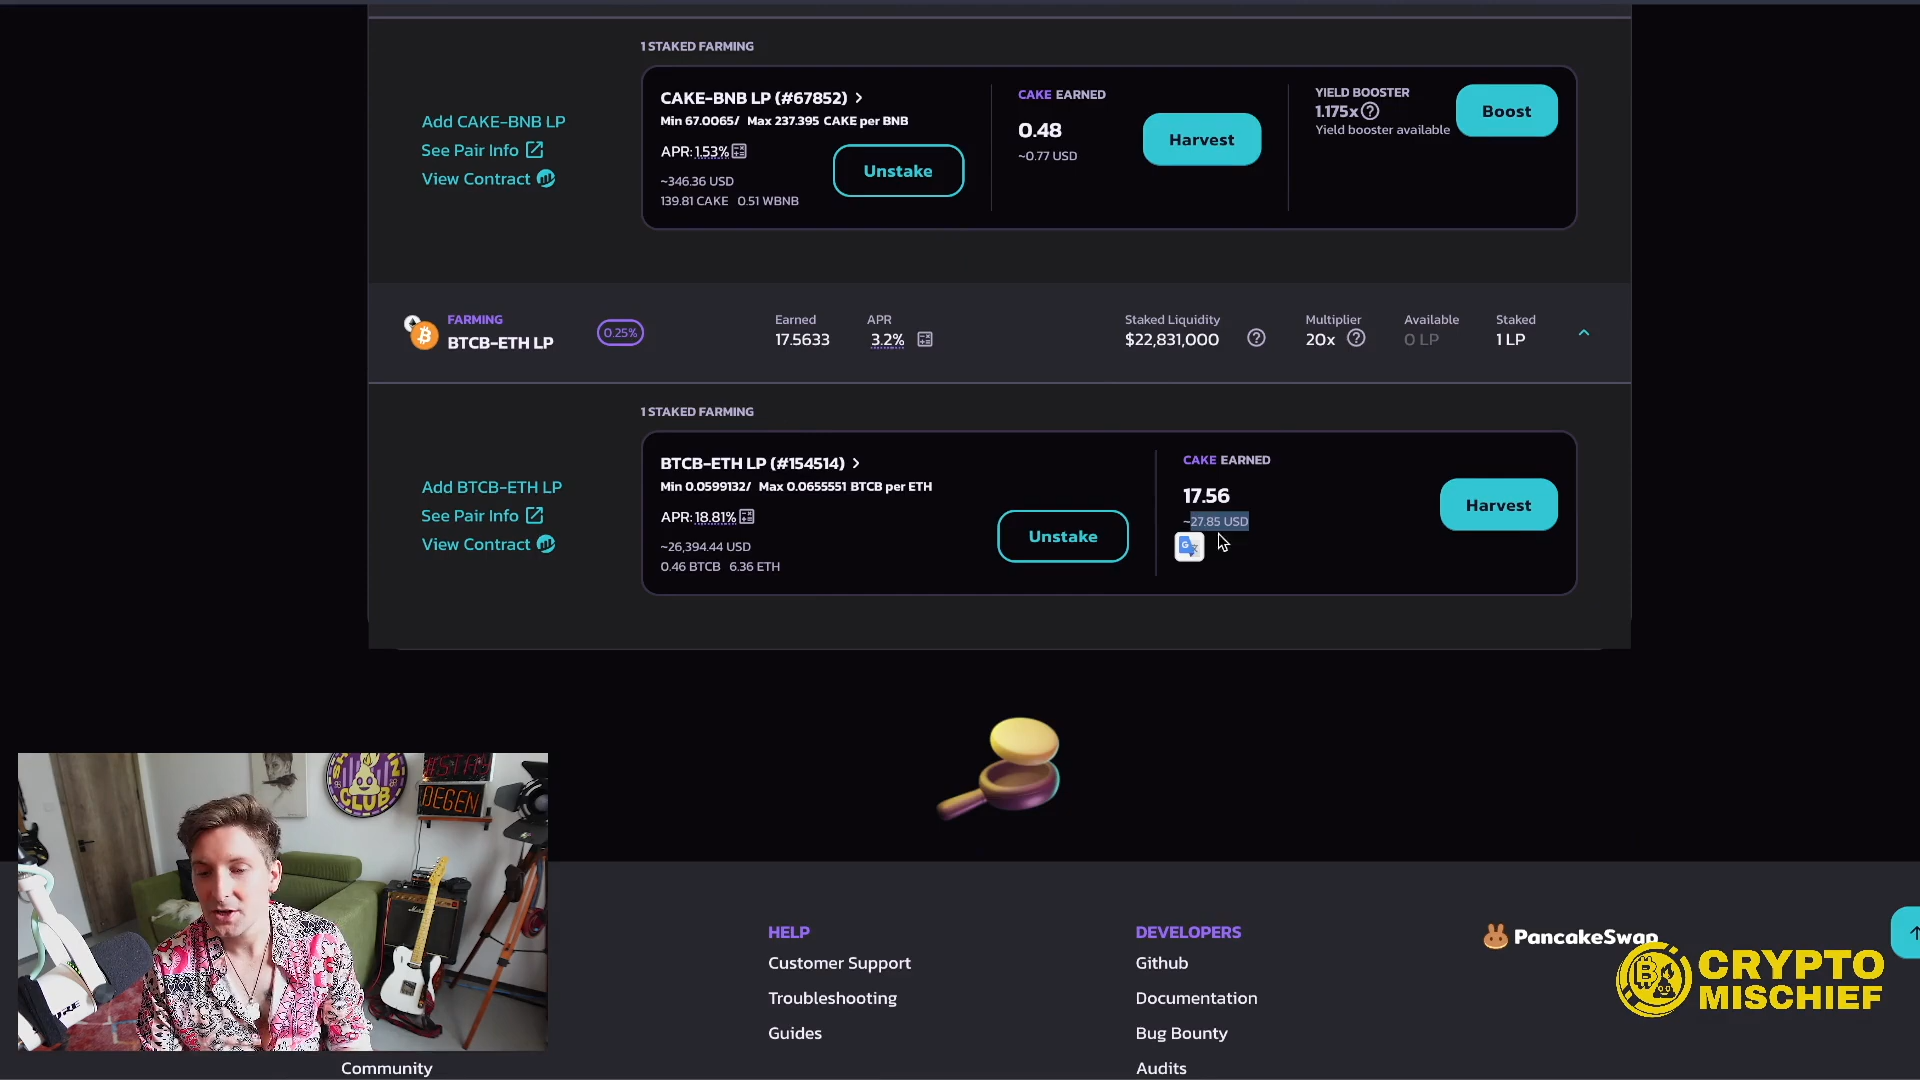 1 STAKED FARMING
CAKE-BNB LP (#67852)
Min 67.0065/ Max 237.395 CAKE per BNB
APR: 1.53%
~346.36 USD
139.81 CAKE 0.51 WBNB
Unstake
CAKE EARNED
0.48
~0.77 USD
Harvest
YIELD BOOSTER
1.175x
Yield booster available
Boost
Add CAKE-BNB LP
See Pair Info
View Contract
FARMING
BTCB-ETH LP
0.25%
Earned
17.5633
APR
3.2%
Staked Liquidity
$22,831,000
Multiplier
20x
Available
0 LP
Staked
1 LP
1 STAKED FARMING
BTCB-ETH LP (#154514)
Min 0.0599132/ Max 0.0655551 BTCB per ETH
APR: 18.81%
~26,394.44 USD
0.46 BTCB 6.36 ETH
Unstake
CAKE EARNED
17.56
~27.85 USD
Harvest
Add BTCB-ETH LP
See Pair Info
View Contract
CLUB
#STAY
DEGEN
Marshall
HELP
Customer Support
Troubleshooting
Guides
DEVELOPERS
Github
Documentation
Bug Bounty
Audits
PancakeSwap
CRYPTO
MISCHIEF
Community